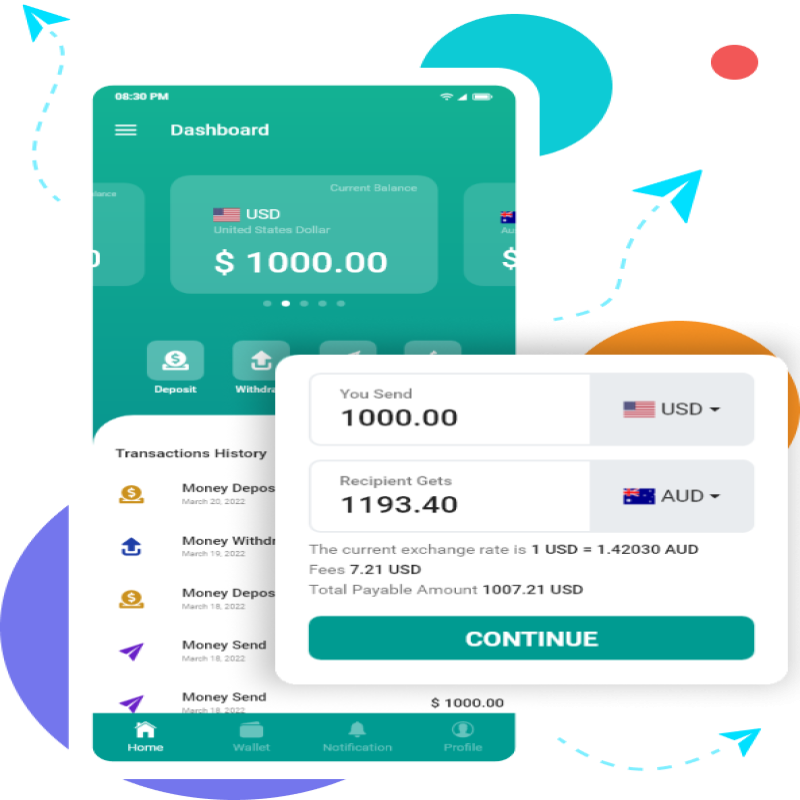 08:30 PM
Dashboard
Current Balance
USD
United States Dollar
$ 1000.00
Au
$
0
Deposit
Withdra
Transactions History
Money Depos
March 20, 2022
Money Withdr
March 19, 2022
Money Depos
March 18, 2022
Money Send
March 18, 2022
Money Send
March 18, 2022
$ 1000.00
Home
Wallet
Notification
Profile
You Send
1000.00
USD
Recipient Gets
1193.40
AUD
The current exchange rate is 1 USD = 1.42030 AUD
Fees 7.21 USD
Total Payable Amount 1007.21 USD
CONTINUE